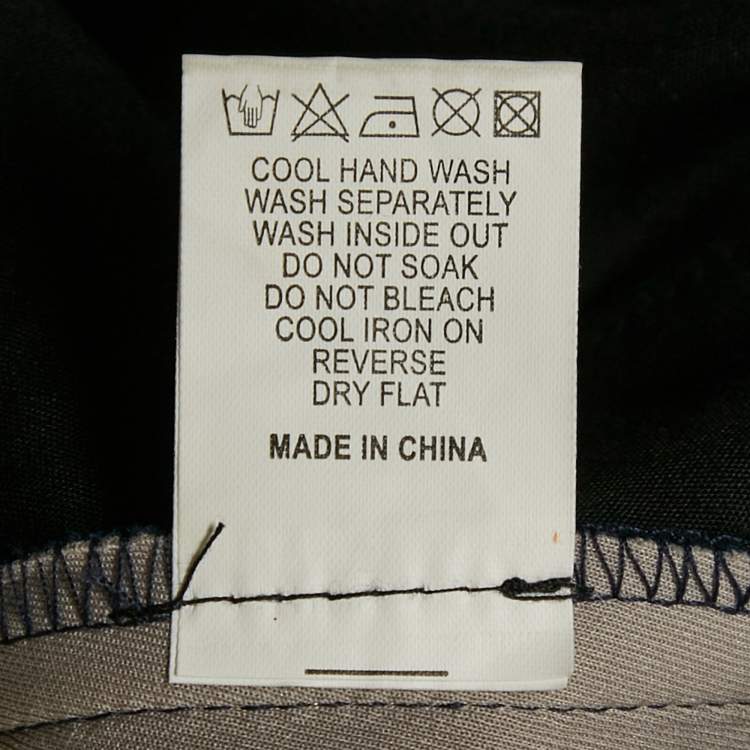 COOL HAND WASH
WASH SEPARATELY
WASH INSIDE OUT
DO NOT SOAK
DO NOT BLEACH
COOL IRON ON
REVERSE
DRY FLAT
MADE IN CHINA